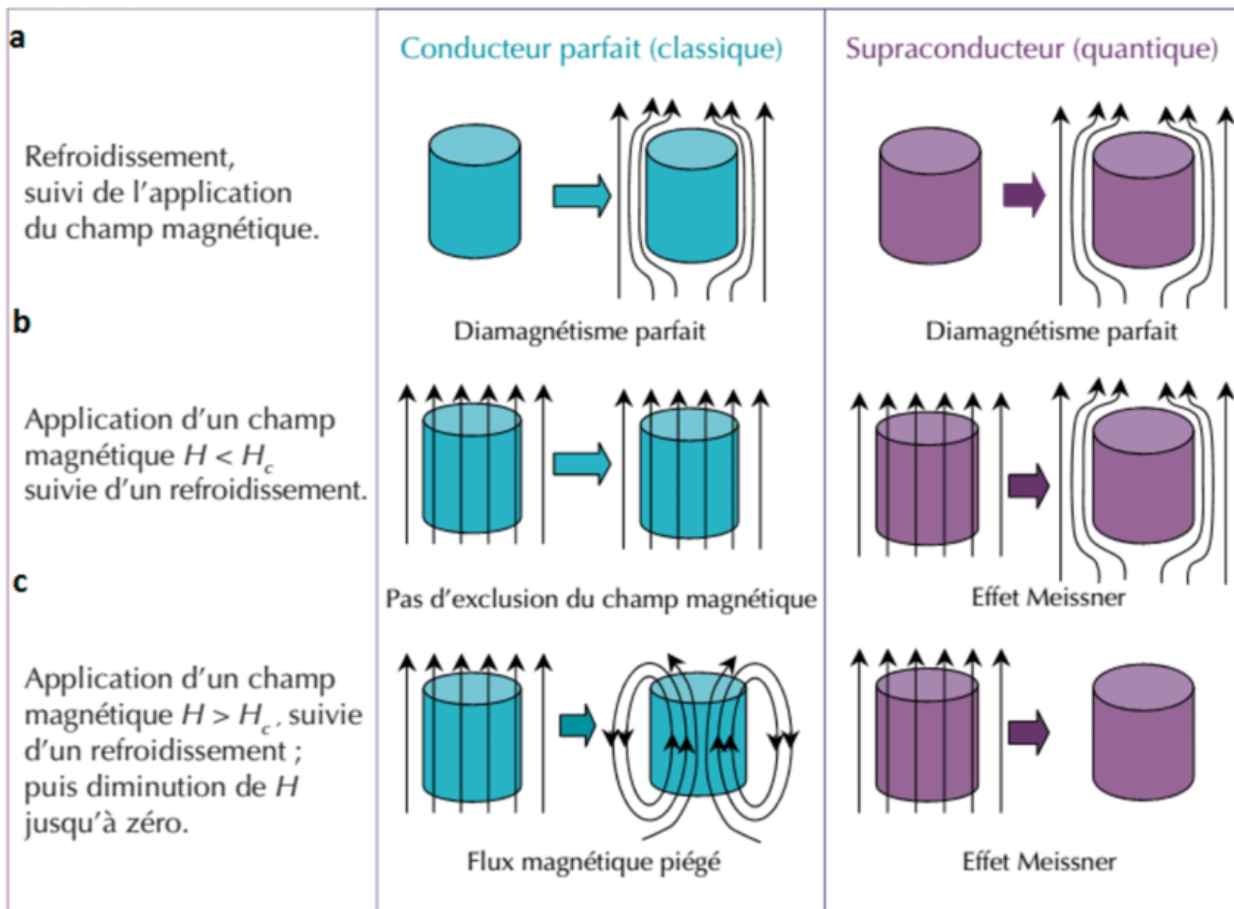 a
Conducteur parfait (classique)
Supraconducteur (quantique)
Refroidissement,
suivi de l'application
du champ magnétique.
Diamagnétisme parfait
Diamagnétisme parfait
b
Application d'un champ
magnétique H < Hc
suivie d'un refroidissement.
Pas d'exclusion du champ magnétique
Effet Meissner
c
Application d'un champ
magnétique H > Hc, suivie
d'un refroidissement ;
puis diminution de H
jusqu'à zéro.
Flux magnétique piégé
Effet Meissner